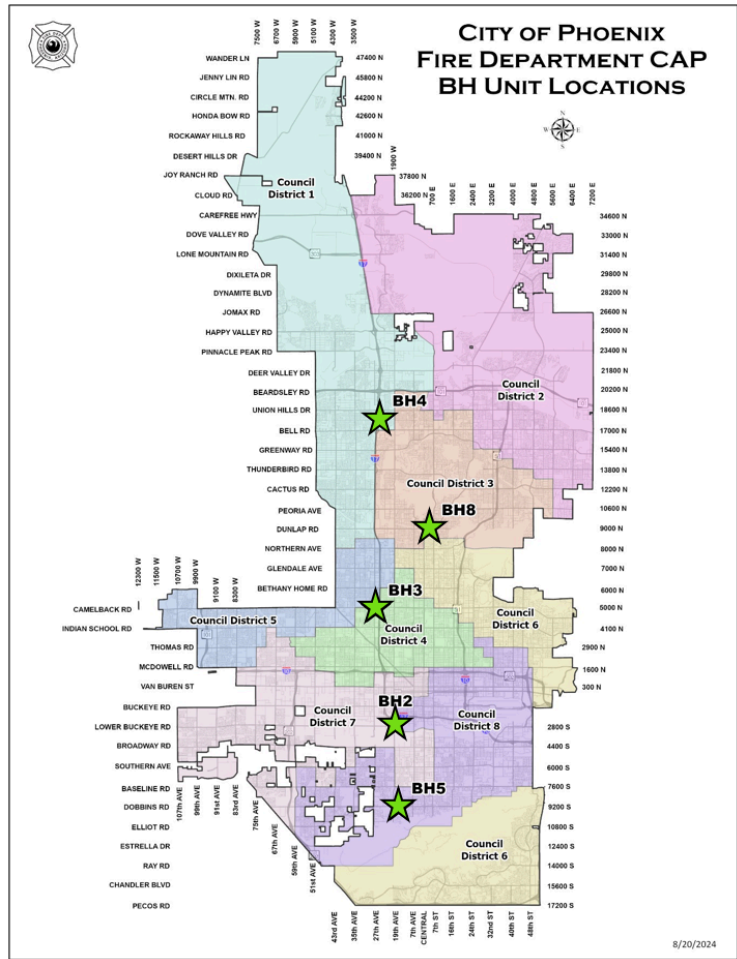 CITY OF PHOENIX
FIRE DEPARTMENT CAP
BH UNIT LOCATIONS
N
W E
S
7500 W
6700 W
5900 W
5100 W
4300 W
3500 W
WANDER LN
47400 N
JENNY LIN RD
45800 N
CIRCLE MTN. RD
44200 N
HONDA BOW RD
42600 N
ROCKAWAY HILLS RD
41000 N
DESERT HILLS DR
39400 N
1900 W
JOY RANCH RD
37800 N
Council
District 1
CLOUD RD
36200 N
700 E
1600 E
2400 E
3200 E
4000 E
4800 E
5600 E
6400 E
7200 E
CAREFREE HWY
34600 N
DOVE VALLEY RD
33000 N
LONE MOUNTAIN RD
31400 N
DIXILETA DR
29800 N
DYNAMITE BLVD
28200 N
JOMAX RD
26600 N
HAPPY VALLEY RD
25000 N
PINNACLE PEAK RD
23400 N
DEER VALLEY DR
21800 N
BEARDSLEY RD
20200 N
Council
District 2
BH4
UNION HILLS DR
18600 N
BELL RD
17000 N
GREENWAY RD
15400 N
THUNDERBIRD RD
13800 N
Council District 3
CACTUS RD
12200 N
PEORIA AVE
10600 N
BH8
DUNLAP RD
9000 N
NORTHERN AVE
8000 N
12300 W
11500 W
10700 W
9900 W
9100 W
8300 W
GLENDALE AVE
7000 N
BETHANY HOME RD
6000 N
BH3
CAMELBACK RD
5000 N
Council District 5
Council
District 6
INDIAN SCHOOL RD
4100 N
Council
District 4
THOMAS RD
2900 N
MCDOWELL RD
1600 N
VAN BUREN ST
300 N
BH2
BUCKEYE RD
Council
District 7
Council
District 8
LOWER BUCKEYE RD
2800 S
BROADWAY RD
4400 S
SOUTHERN AVE
6000 S
BASELINE RD
7600 S
BH5
DOBBINS RD
9200 S
107th AVE
99th AVE
91st AVE
83rd AVE
75th AVE
67th AVE
59th AVE
51st AVE
ELLIOT RD
10800 S
ESTRELLA DR
12400 S
Council
District 6
RAY RD
14000 S
CHANDLER BLVD
15600 S
PECOS RD
17200 S
43rd AVE
35th AVE
27th AVE
19th AVE
7th AVE
CENTRAL
7th ST
16th ST
24th ST
32nd ST
40th ST
48th ST
8/20/2024